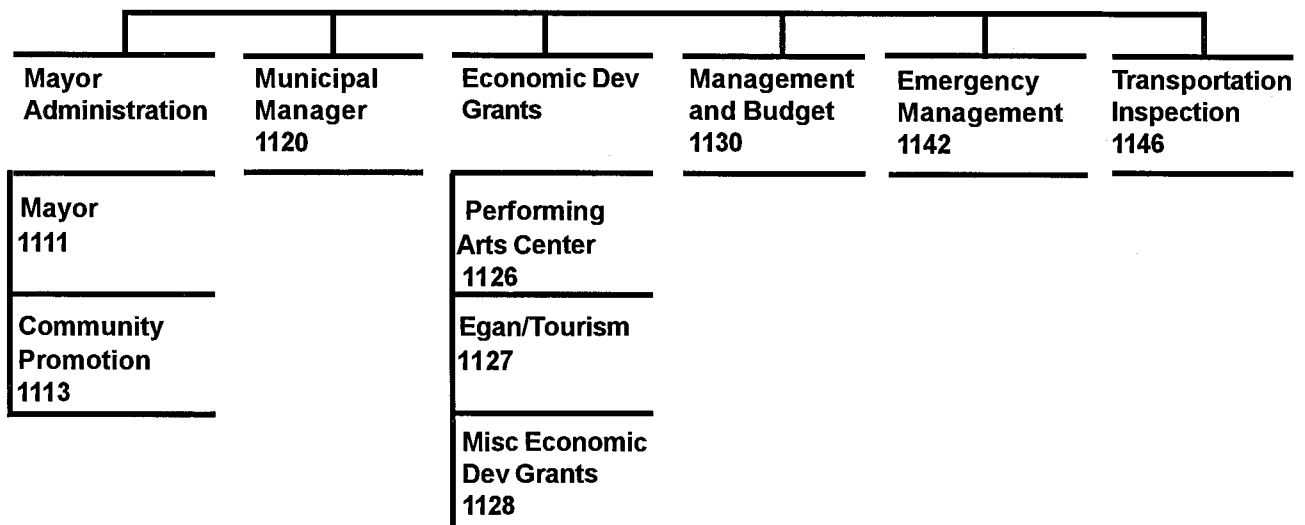 Mayor
Administration
Municipal
Manager
1120
Economic Dev
Grants
Management
and Budget
1130
Emergency
Management
1142
Transportation
Inspection
1146
Mayor
1111
Community
Promotion
1113
Performing
Arts Center
1126
Egan/Tourism
1127
Misc Economic
Dev Grants
1128